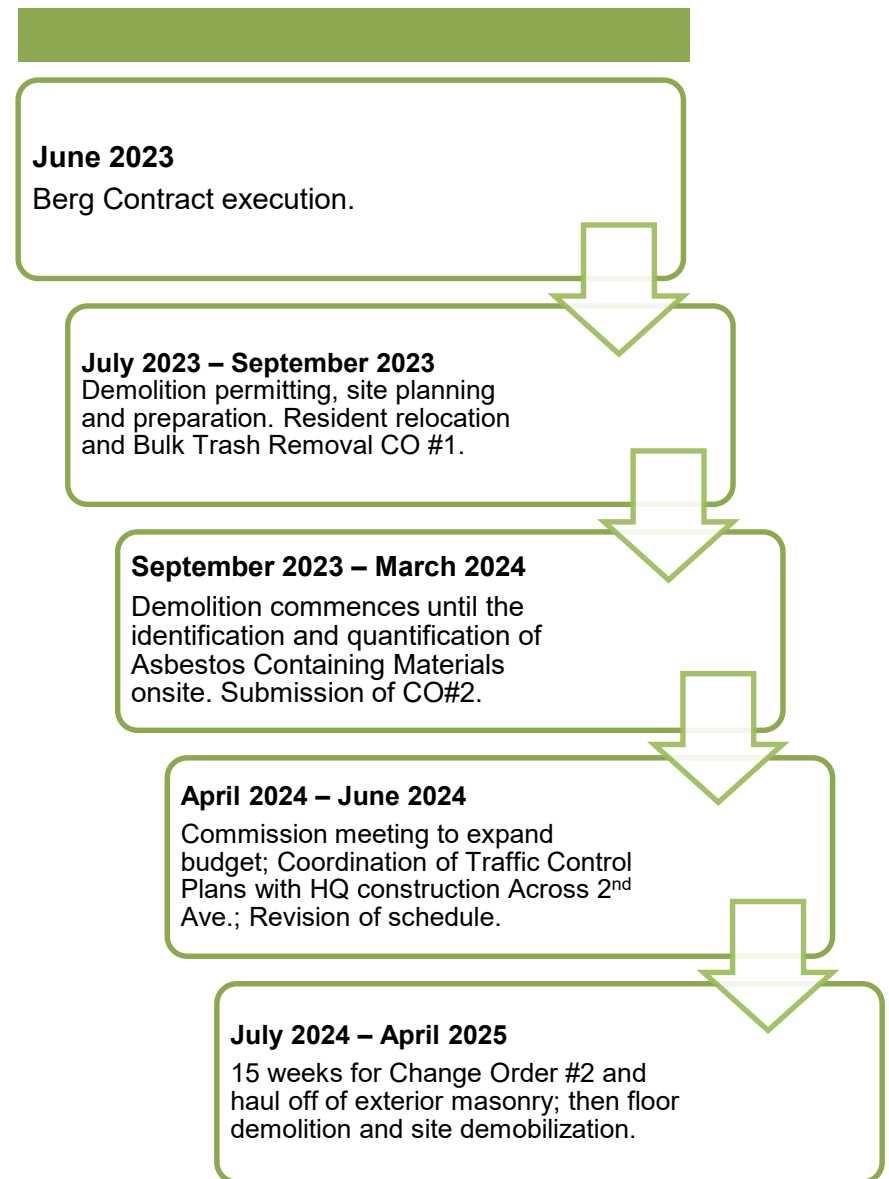 June 2023
Berg Contract execution.
July 2023 – September 2023
Demolition permitting, site planning
and preparation. Resident relocation
and Bulk Trash Removal CO #1.
September 2023 – March 2024
Demolition commences until the
identification and quantification of
Asbestos Containing Materials
onsite. Submission of CO#2.
April 2024 – June 2024
Commission meeting to expand
budget; Coordination of Traffic Control
Plans with HQ construction Across 2nd
Ave.; Revision of schedule.
July 2024 – April 2025
15 weeks for Change Order #2 and
haul off of exterior masonry; then floor
demolition and site demobilization.